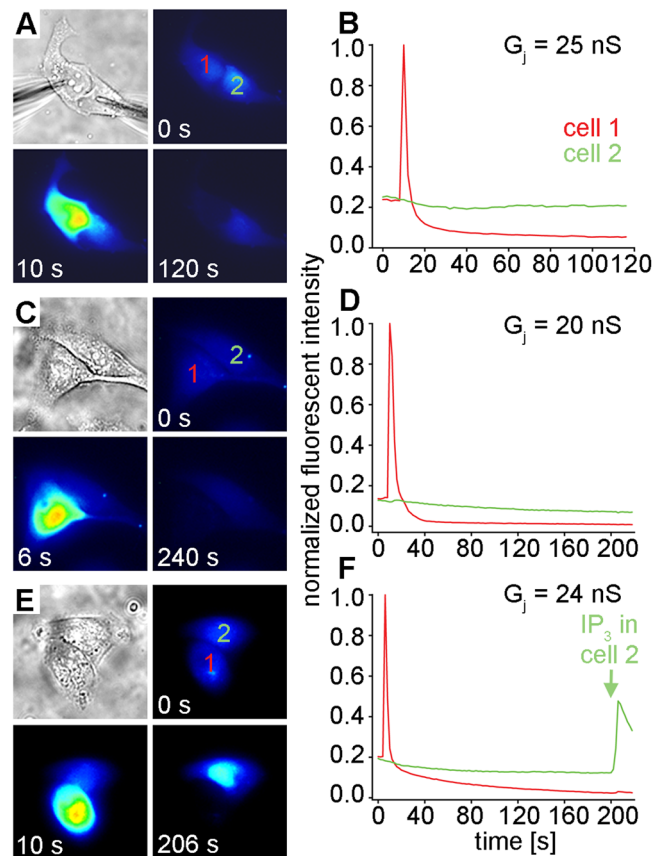 A
1
2
0 s
10 s
120 s
B
Gj = 25 nS
cell 1
cell 2
1.0
0.8
0.6
0.4
0.2
0.0
0 20 40 60 80 100 120
C
1
2
0 s
6 s
240 s
D
Gj = 20 nS
1.0
0.8
0.6
0.4
0.2
0.0
0 40 80 120 160 200
E
2
1
0 s
10 s
206 s
F
Gj = 24 nS
IP3 in
cell 2
1.0
0.8
0.6
0.4
0.2
0.0
0 40 80 120 160 200
time [s]
normalized fluorescent intensity